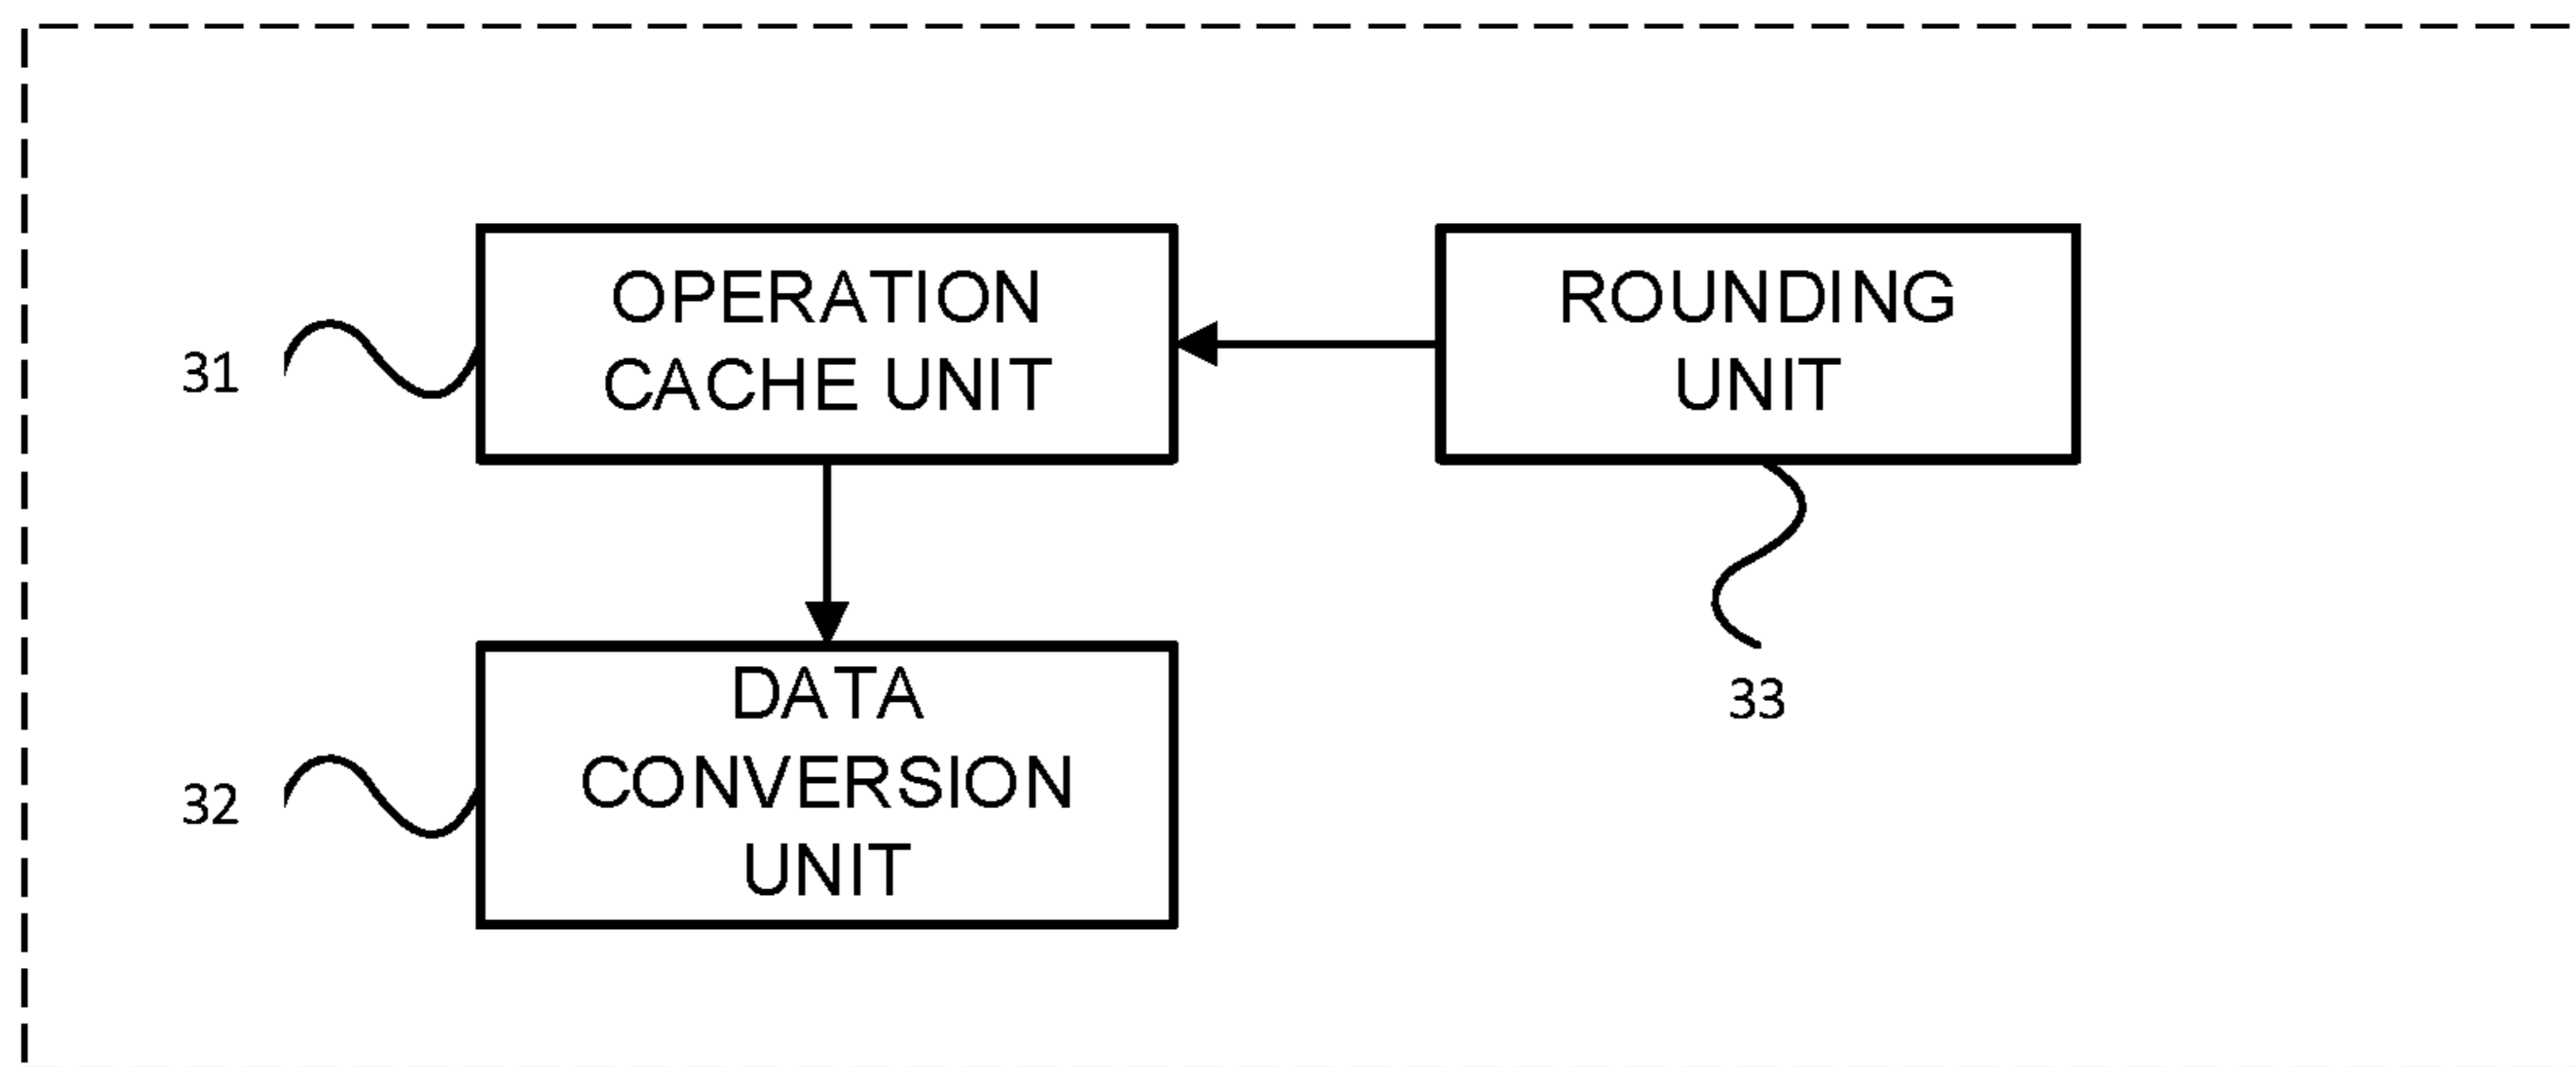 OPERATION
CACHE UNIT
ROUNDING
UNIT
31
DATA
CONVERSION
UNIT
33
32